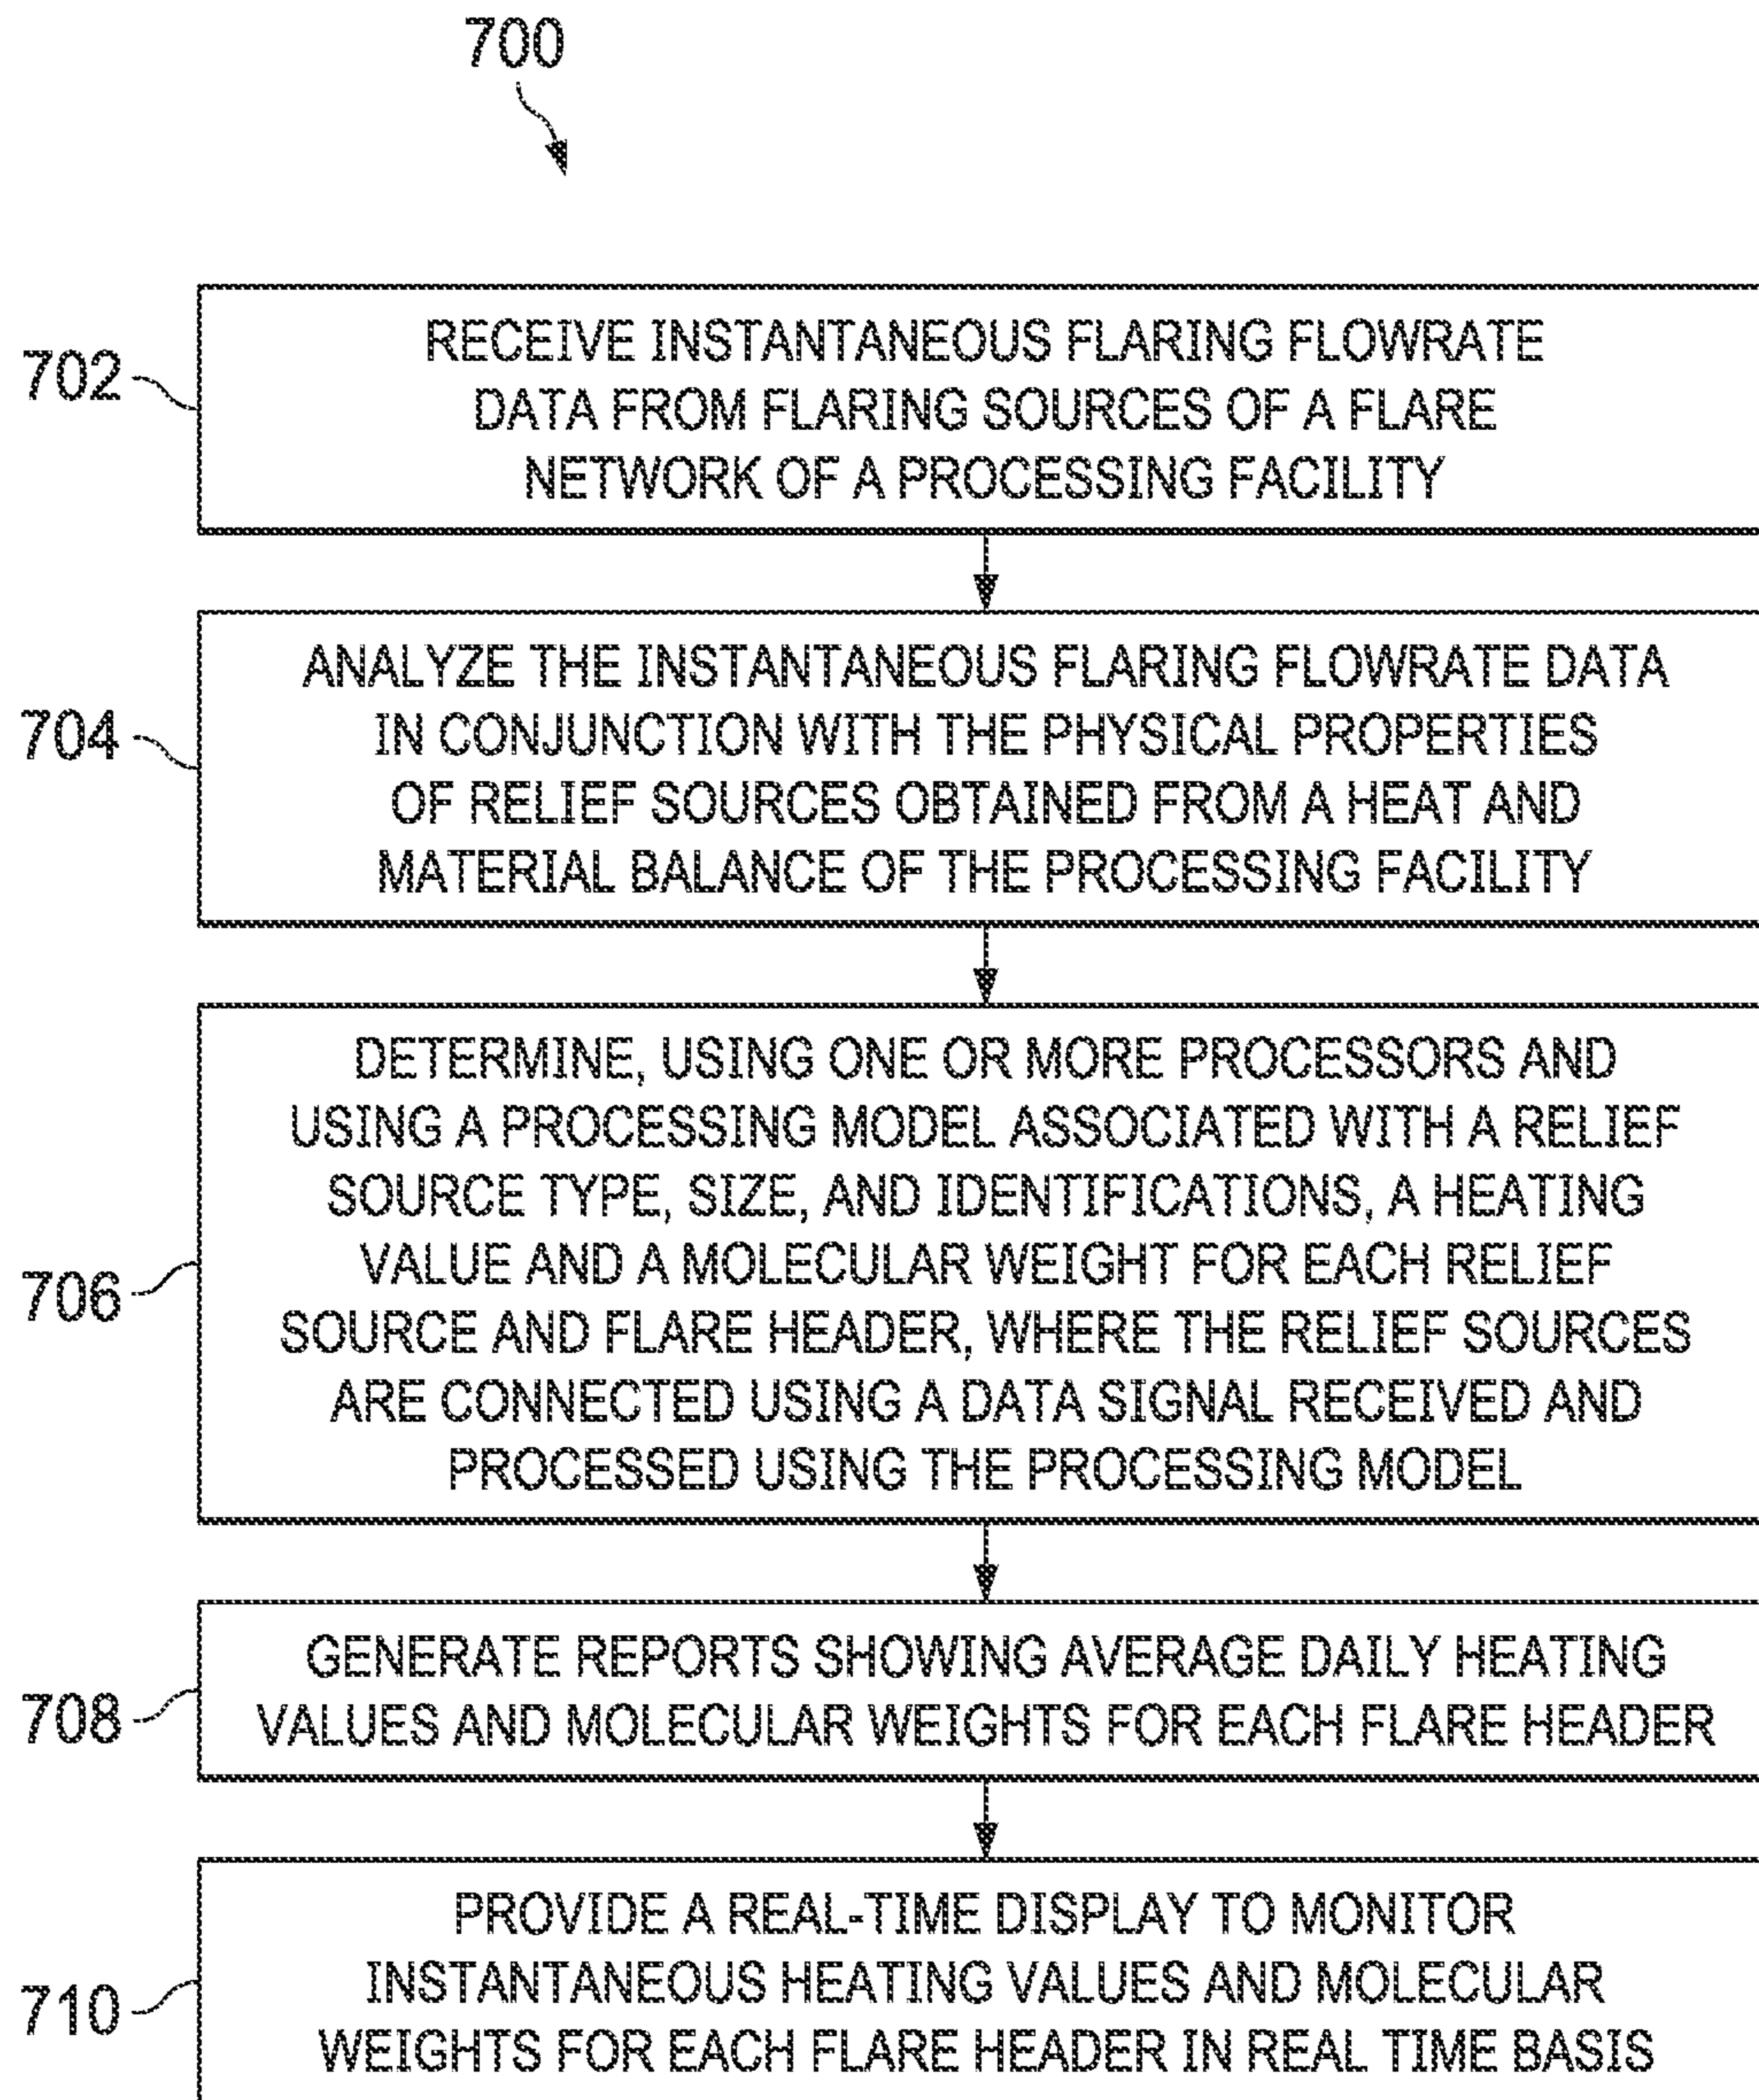 700
702
RECEIVE INSTANTANEOUS FLARING FLOWRATE
DATA FROM FLARING SOURCES OF A FLARE
NETWORK OF A PROCESSING FACILITY
704
ANALYZE THE INSTANTANEOUS FLARING FLOWRATE DATA
IN CONJUNCTION WITH THE PHYSICAL PROPERTIES
OF RELIEF SOURCES OBTAINED FROM A HEAT AND
MATERIAL BALANCE OF THE PROCESSING FACILITY
706
DETERMINE, USING ONE OR MORE PROCESSORS AND
USING A PROCESSING MODEL ASSOCIATED WITH A RELIEF
SOURCE TYPE, SIZE, AND IDENTIFICATIONS, A HEATING
VALUE AND A MOLECULAR WEIGHT FOR EACH RELIEF
SOURCE AND FLARE HEADER, WHERE THE RELIEF SOURCES
ARE CONNECTED USING A DATA SIGNAL RECEIVED AND
PROCESSED USING THE PROCESSING MODEL
708
GENERATE REPORTS SHOWING AVERAGE DAILY HEATING
VALUES AND MOLECULAR WEIGHTS FOR EACH FLARE HEADER
710
PROVIDE A REAL-TIME DISPLAY TO MONITOR
INSTANTANEOUS HEATING VALUES AND MOLECULAR
WEIGHTS FOR EACH FLARE HEADER IN REAL TIME BASIS